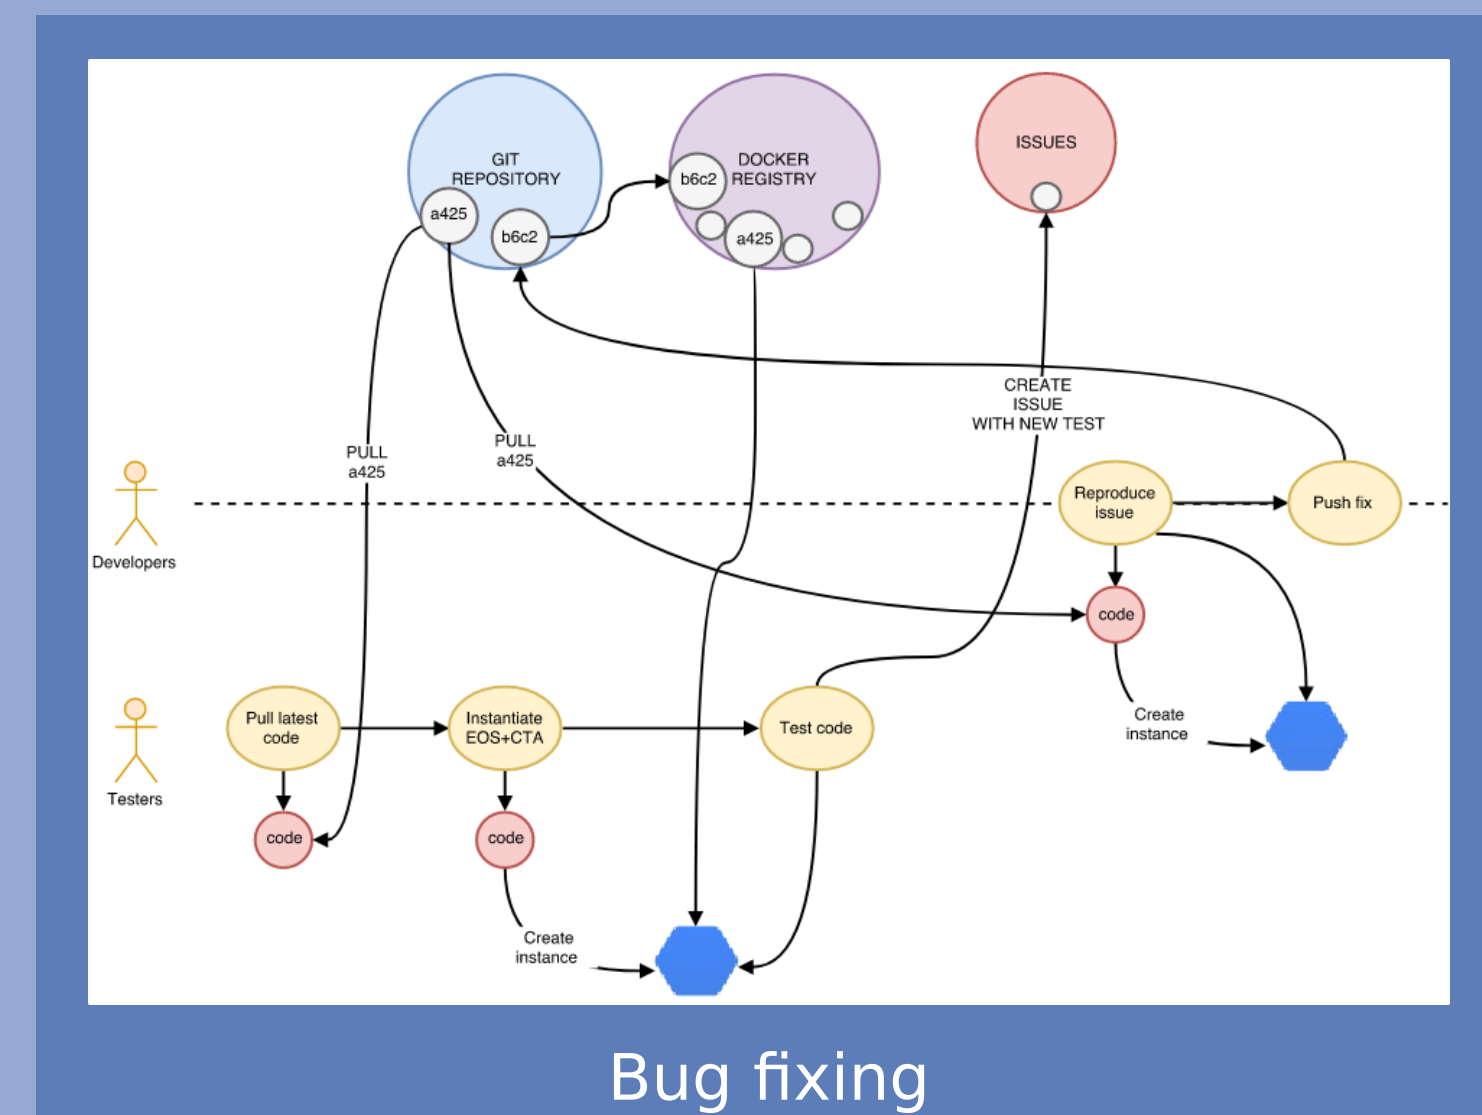 GIT
REPOSITORY
DOCKER
REGISTRY
ISSUES
a425
b6c2
b6c2
a425
CREATE
ISSUE
WITH NEW TEST
PULL
a425
PULL
a425
Developers
Reproduce
issue
Push fix
code
Testers
Pull latest
code
Instantiate
EOS+CTA
Test code
Create
instance
code
code
Create
instance
Bug fixing